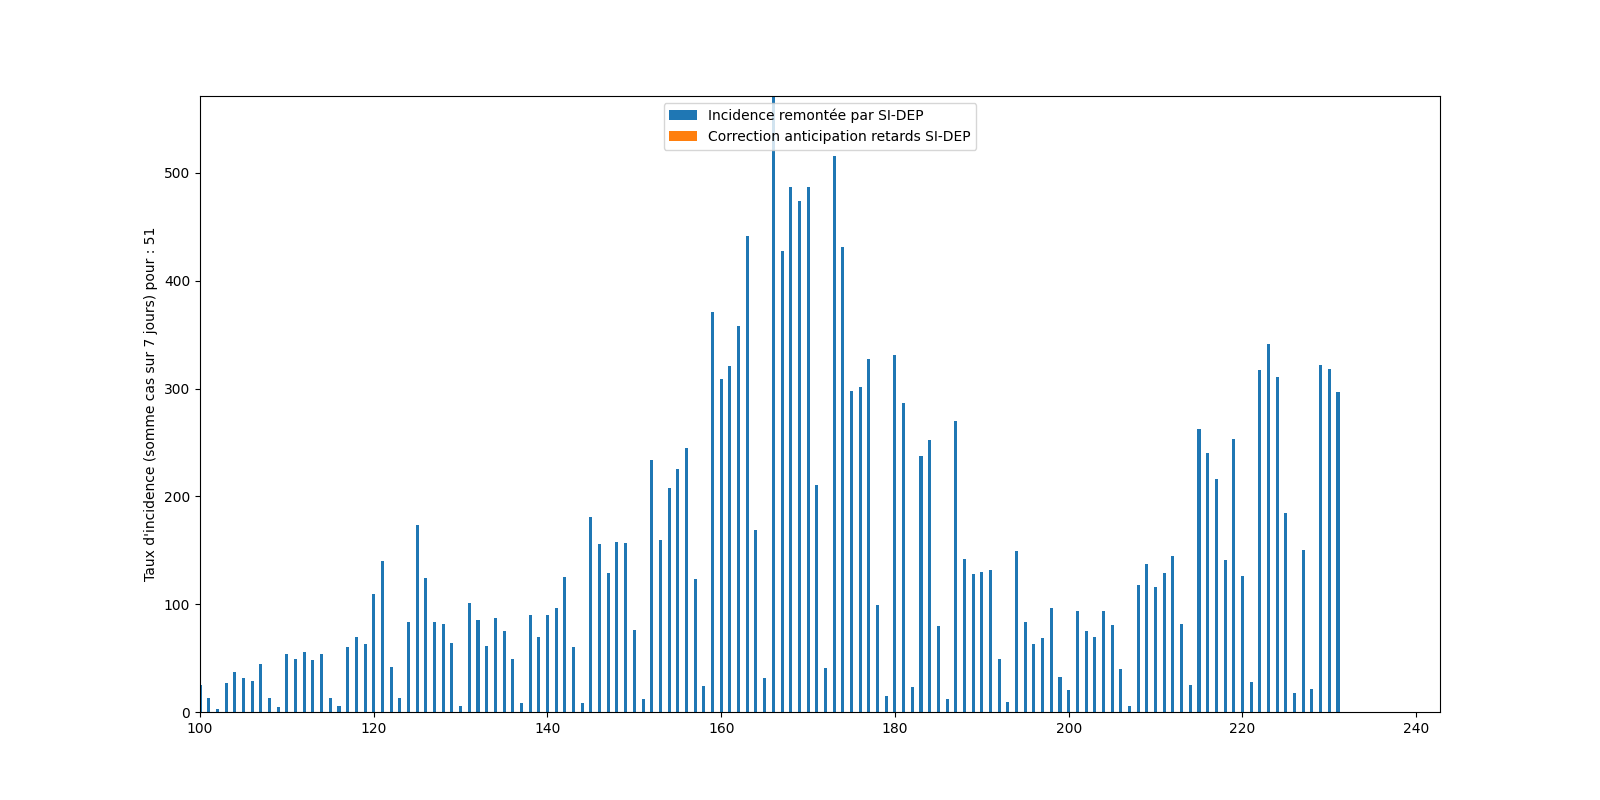 Incidence remontée par SI-DEP
Correction anticipation retards SI-DEP
Taux d'incidence (somme cas sur 7 jours) pour : 51
500
400
300
200
100
0
100 120 140 160 180 200 220 240